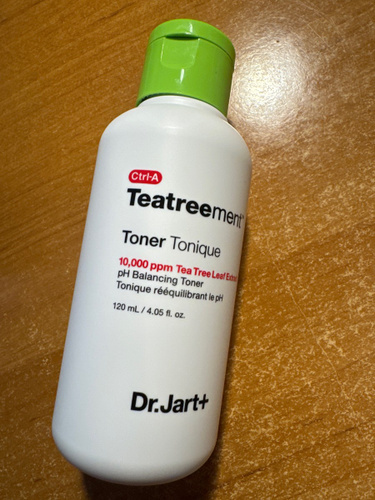 Ctrl-A
Teatreement™
Toner Tonique
10,000 ppm Tea Tree Leaf Extract
pH Balancing Toner
Tonique rééquilibrant le pH
120 mL / 4.05 fl. oz.
Dr.Jart+